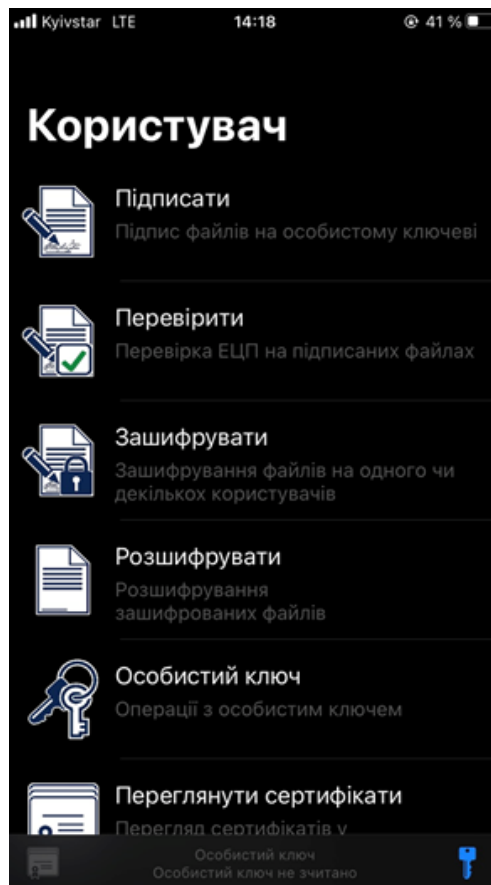 Kyivstar LTE 14:18 41 %
Користувач
Підписати
Підпис файлів на особистому ключеві
Перевірити
Перевірка ЕЦП на підписаних файлах
Зашифрувати
Зашифрування файлів на одного чи
декількох користувачів
Розшифрувати
Розшифрування
зашифрованих файлів
Особистий ключ
Операції з особистим ключем
Переглянути сертифікати
Перегляд сертифікатів у
Особистий ключ
Особистий ключ не зчитано